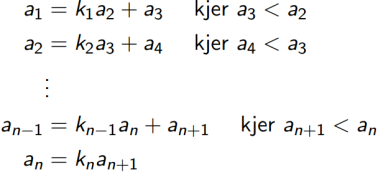 a₁ = k₁a₂ + a₃ kjer a₃ < a₂
a₂ = k₂a₃ + a₄ kjer a₄ < a₃
⋮
aₙ₋₁ = kₙ₋₁aₙ + aₙ₊₁ kjer aₙ₊₁ < aₙ
aₙ = kₙaₙ₊₁